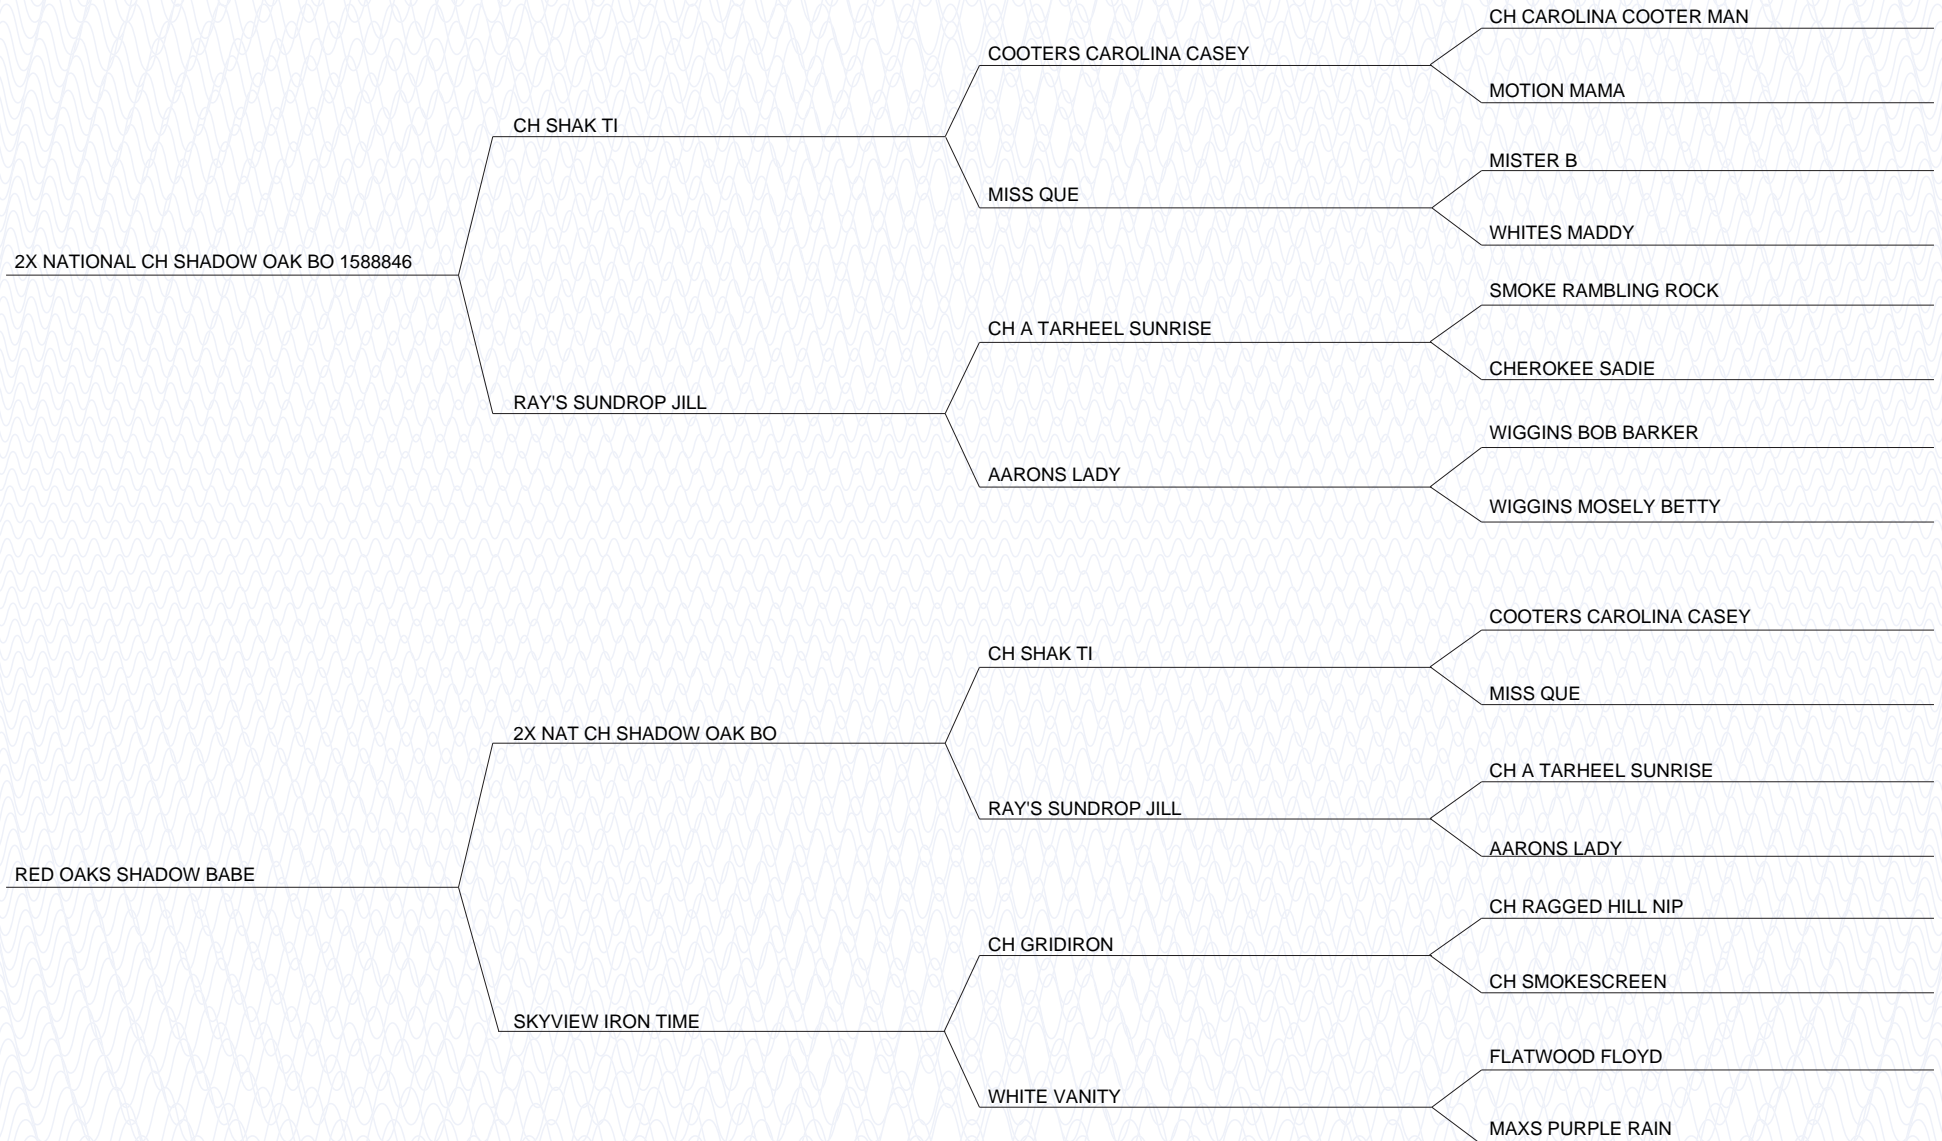 CH CAROLINA COOTER MAN
COOTERS CAROLINA CASEY
MOTION MAMA
CH SHAK TI
MISTER B
MISS QUE
WHITES MADDY
2X NATIONAL CH SHADOW OAK BO 1588846
SMOKE RAMBLING ROCK
CH A TARHEEL SUNRISE
CHEROKEE SADIE
RAY'S SUNDROP JILL
WIGGINS BOB BARKER
AARONS LADY
WIGGINS MOSELY BETTY
COOTERS CAROLINA CASEY
CH SHAK TI
MISS QUE
2X NAT CH SHADOW OAK BO
CH A TARHEEL SUNRISE
RAY'S SUNDROP JILL
AARONS LADY
RED OAKS SHADOW BABE
CH RAGGED HILL NIP
CH GRIDIRON
CH SMOKESCREEN
SKYVIEW IRON TIME
FLATWOOD FLOYD
WHITE VANITY
MAXS PURPLE RAIN